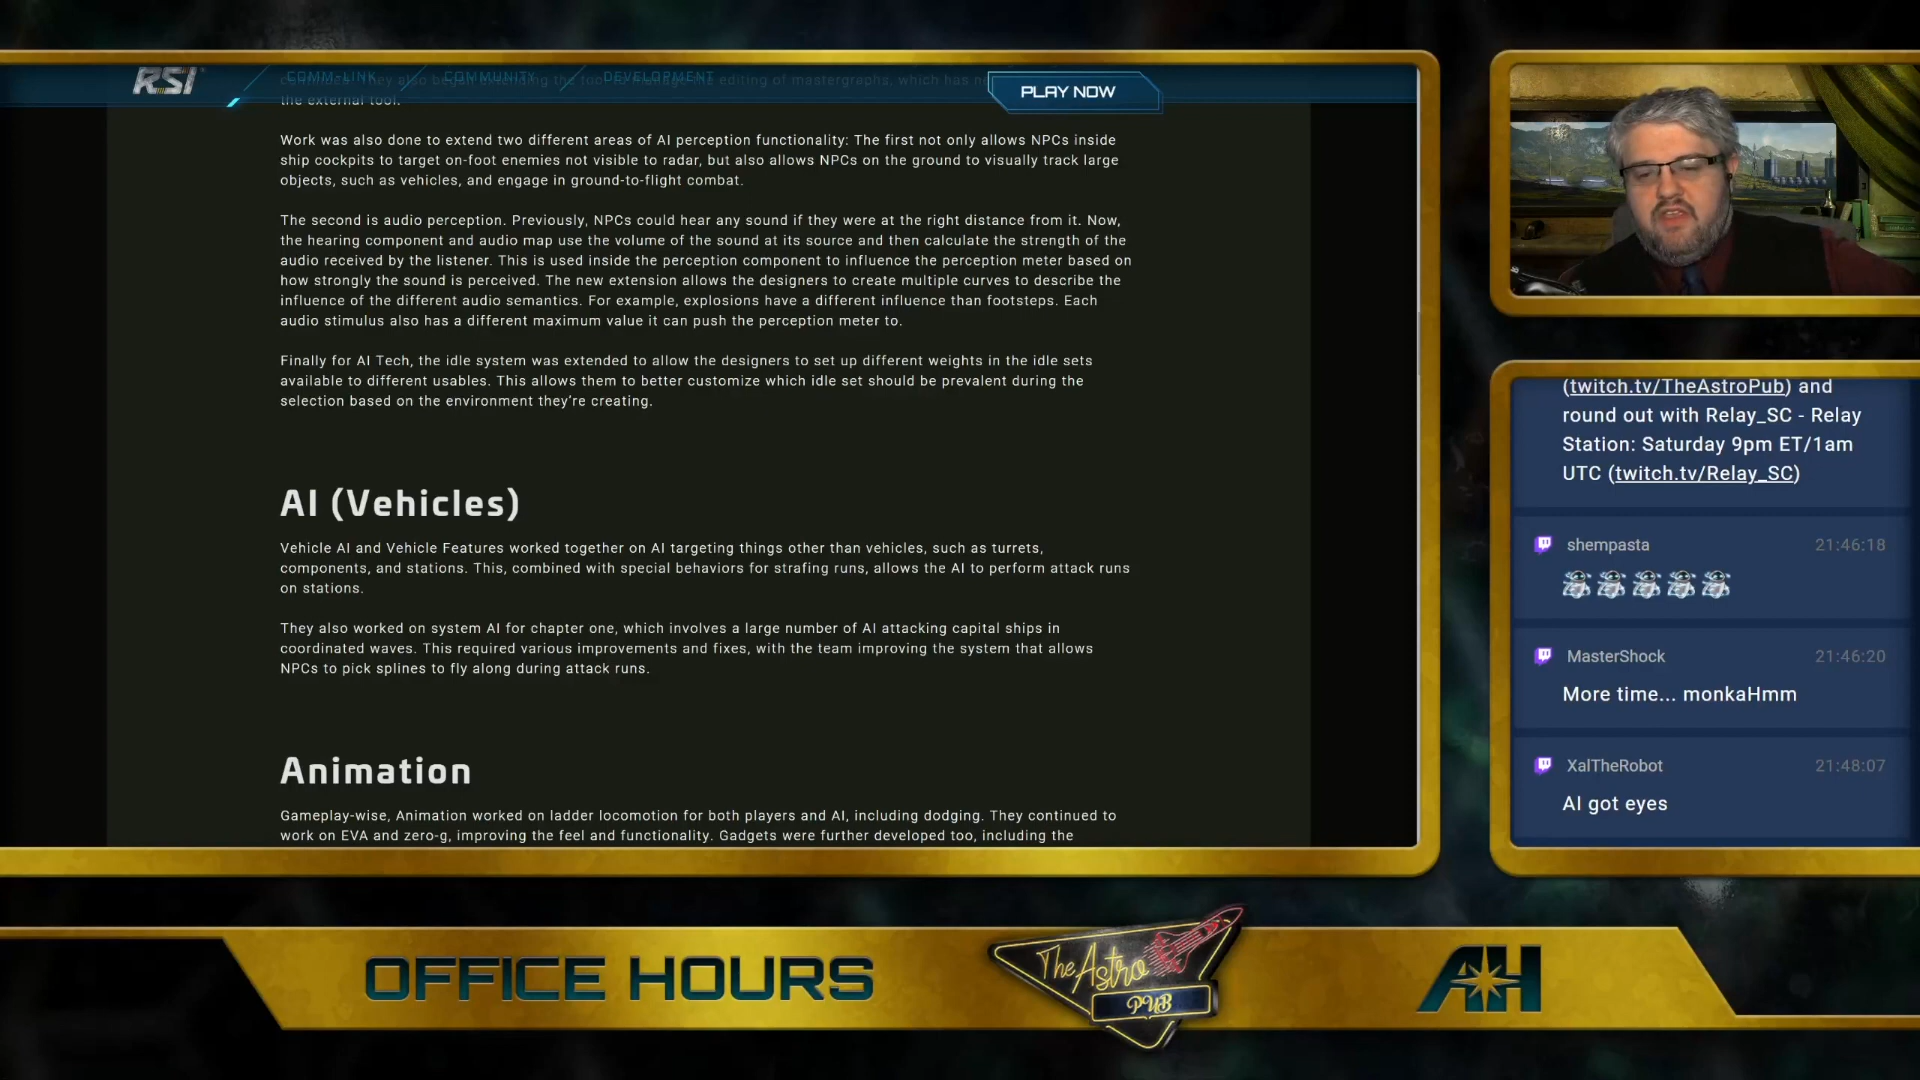 RSI
COMM-LINK
COMMUNITY
DEVELOPMENT
PLAY NOW
editing of mastergraphs, which has
the external tool.
Work was also done to extend two different areas of AI perception functionality: The first not only allows NPCs inside
ship cockpits to target on-foot enemies not visible to radar, but also allows NPCs on the ground to visually track large
objects, such as vehicles, and engage in ground-to-flight combat.
The second is audio perception. Previously, NPCs could hear any sound if they were at the right distance from it. Now,
the hearing component and audio map use the volume of the sound at its source and then calculate the strength of the
audio received by the listener. This is used inside the perception component to influence the perception meter based on
how strongly the sound is perceived. The new extension allows the designers to create multiple curves to describe the
influence of the different audio semantics. For example, explosions have a different influence than footsteps. Each
audio stimulus also has a different maximum value it can push the perception meter to.
Finally for AI Tech, the idle system was extended to allow the designers to set up different weights in the idle sets
available to different usables. This allows them to better customize which idle set should be prevalent during the
selection based on the environment they're creating.
AI (Vehicles)
Vehicle AI and Vehicle Features worked together on AI targeting things other than vehicles, such as turrets,
components, and stations. This, combined with special behaviors for strafing runs, allows the AI to perform attack runs
on stations.
They also worked on system AI for chapter one, which involves a large number of AI attacking capital ships in
coordinated waves. This required various improvements and fixes, with the team improving the system that allows
NPCs to pick splines to fly along during attack runs.
Animation
Gameplay-wise, Animation worked on ladder locomotion for both players and AI, including dodging. They continued to
work on EVA and zero-g, improving the feel and functionality. Gadgets were further developed too, including the
(twitch.tv/TheAstroPub) and
round out with Relay_SC - Relay
Station: Saturday 9pm ET/1am
UTC (twitch.tv/Relay_SC)
shempasta 21:46:18
MasterShock 21:46:20
More time... monkaHmm
XalTheRobot 21:48:07
AI got eyes
OFFICE HOURS
The Astro
PUB
AH